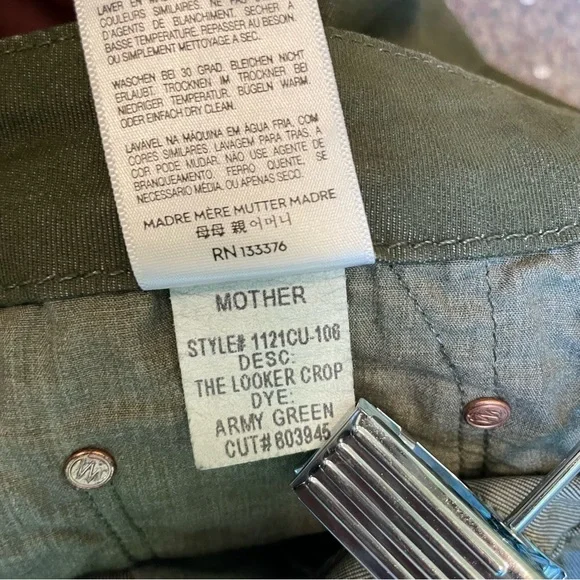 LAVER EN M
COULEURS SIMILAIRES. NE PAS
D'AGENTS DE BLANCHIMENT. SÉCHER À
BASSE TEMPÉRATURE. REPASSER AU BESOIN.
OU SIMPLEMENT NETTOYAGE A SEC.
WASCHEN BEI 30 GRAD. BLEICHEN NICHT
ERLAUBT. TROCKNEN IM TROCKNER BEI
NIEDRIGER TEMPERATUR, BÜGELN WARM.
ODER EINFACH DRY CLEAN.
LAVÁVEL NA MÁQUINA EM ÁGUA FRIA, COM
CORES SIMILARES. LAVAGEM PARA TRÁS, A
COR PODE MUDAR. NÃO USE AGENTE DE
BRANQUEAMENTO. FERRO QUENTE, SE
NECESSARIO MÉDIA, OU APENAS SECO.
MADRE MÈRE MUTTER MADRE
母母 親 어머니
RN 133376
MOTHER
STYLE# 1121CU-106
DESC:
THE LOOKER CROP
DYE:
ARMY GREEN
CUT# 803945